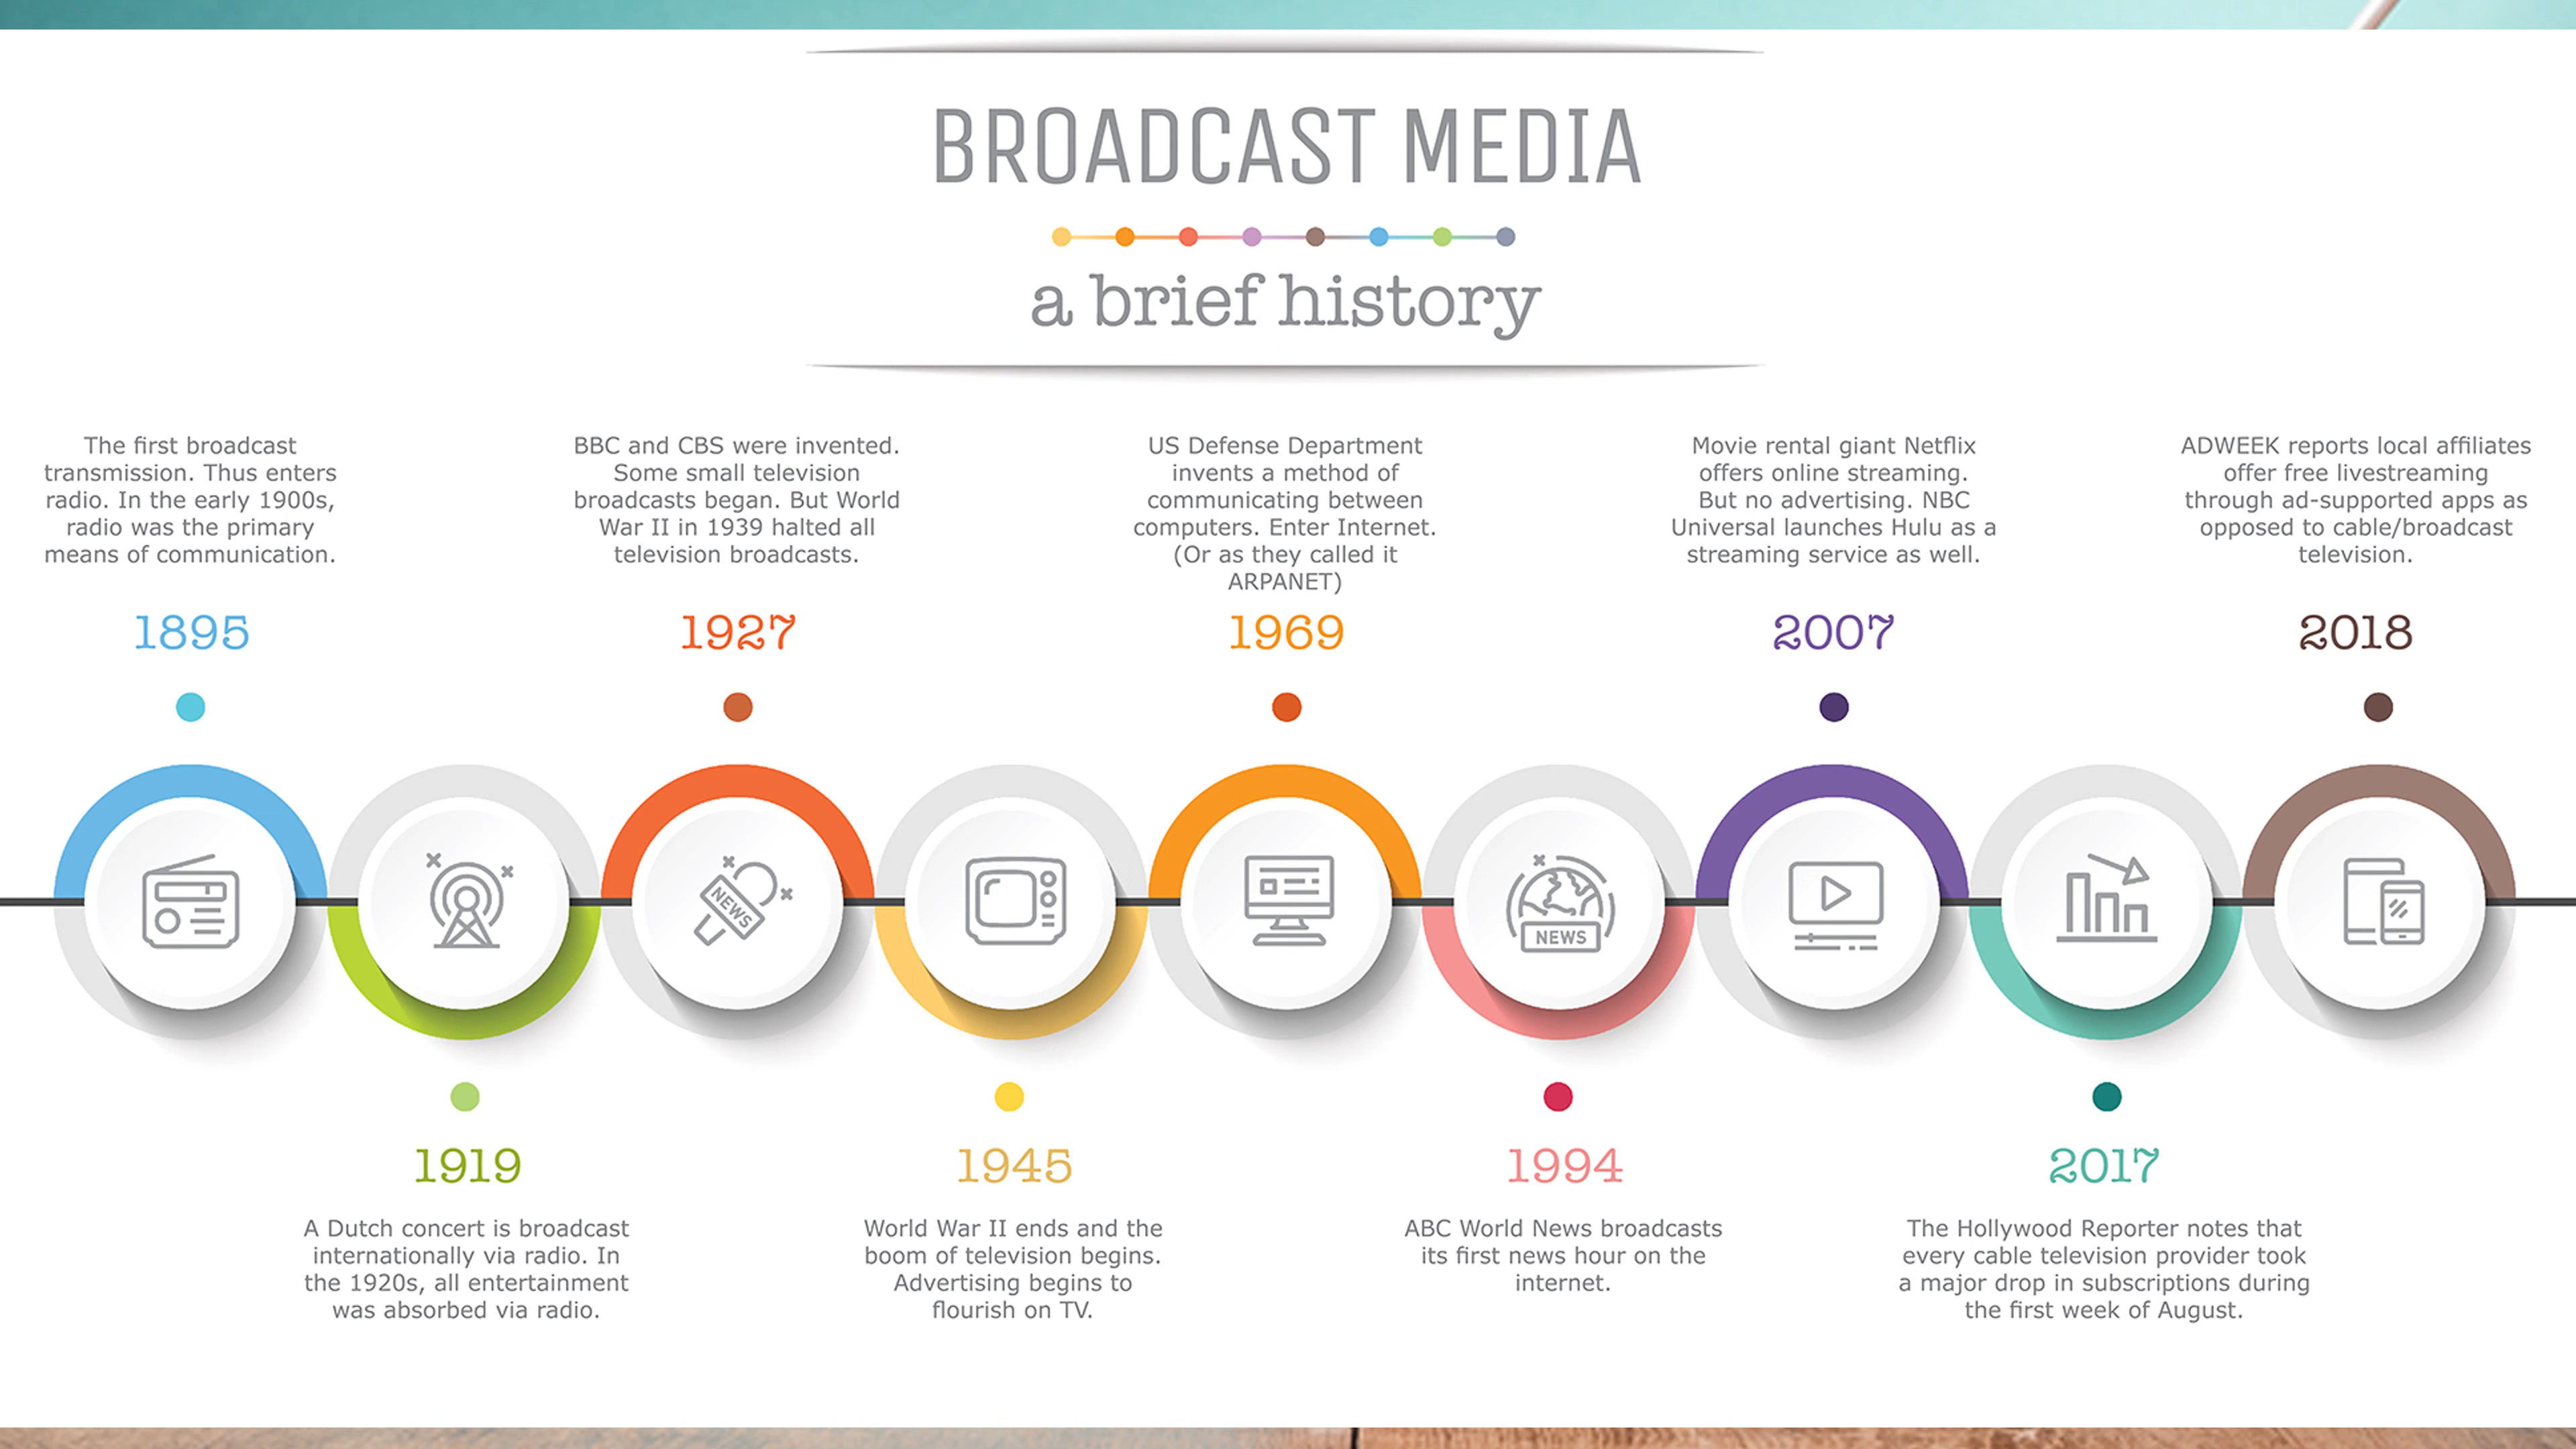 BROADCAST MEDIA
a brief history
The first broadcast
transmission. Thus enters
radio. In the early 1900s,
radio was the primary
means of communication.
1895
BBC and CBS were invented.
Some small television
broadcasts began. But World
War II in 1939 halted all
television broadcasts.
1927
US Defense Department
invents a method of
communicating between
computers. Enter Internet.
(Or as they called it
ARPANET)
1969
Movie rental giant Netflix
offers online streaming.
But no advertising. NBC
Universal launches Hulu as a
streaming service as well.
2007
ADWEEK reports local affiliates
offer free livestreaming
through ad-supported apps as
opposed to cable/broadcast
television.
2018
NEWS
NEWS
1919
A Dutch concert is broadcast
internationally via radio. In
the 1920s, all entertainment
was absorbed via radio.
1945
World War II ends and the
boom of television begins.
Advertising begins to
flourish on TV.
1994
ABC World News broadcasts
its first news hour on the
internet.
2017
The Hollywood Reporter notes that
every cable television provider took
a major drop in subscriptions during
the first week of August.